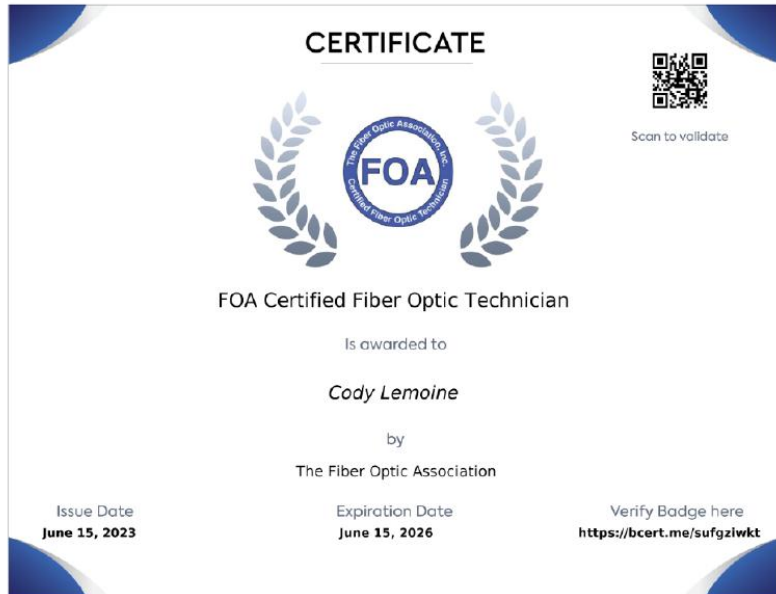 CERTIFICATE
Scan to validate
The Fiber Optic Association, Inc.
FOA
Certified Fiber Optic Technician
FOA Certified Fiber Optic Technician
Is awarded to
Cody Lemoine
by
The Fiber Optic Association
Issue Date
June 15, 2023
Expiration Date
June 15, 2026
Verify Badge here
https://bcert.me/sufgziwkt